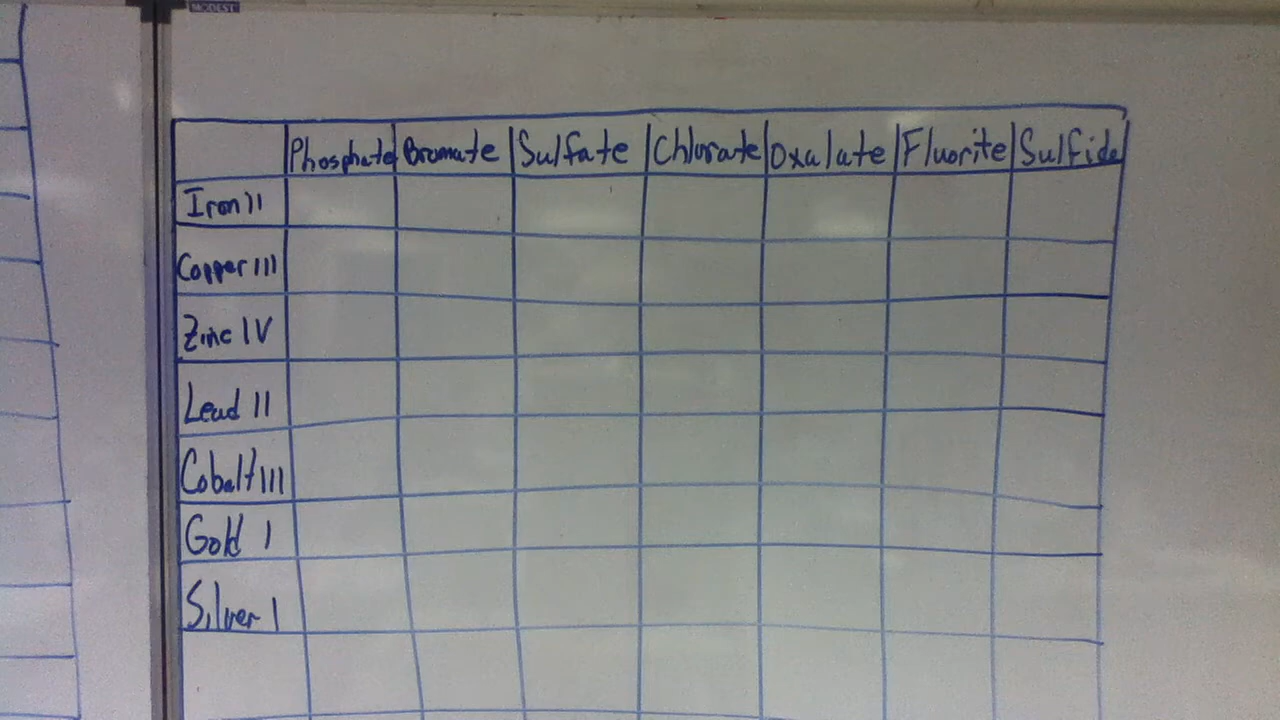 MODEST
Phosphate Bromate Sulfate Chlorate Oxalate Fluorite Sulfide
Iron II
Copper III
Zinc IV
Lead II
Cobalt III
Gold I
Silver I